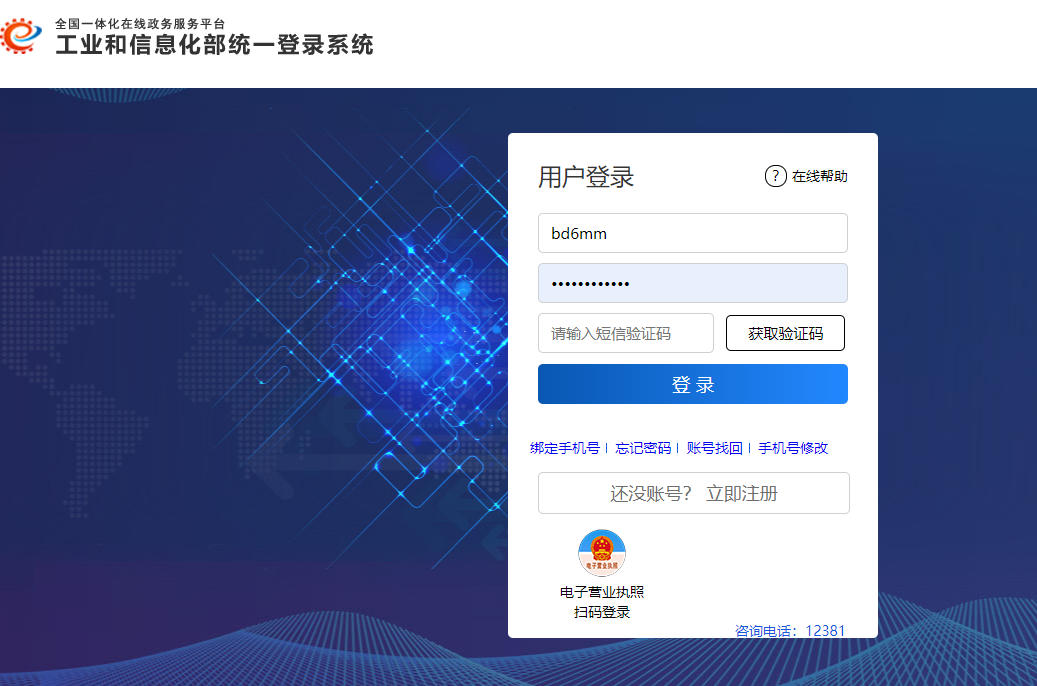 全国一体化在线政务服务平台
工业和信息化部统一登录系统
用户登录
? 在线帮助
bd6mm
••••••••••••
请输入短信验证码
获取验证码
登 录
绑定手机号 | 忘记密码 | 账号找回 | 手机号修改
还没账号? 立即注册
电子营业执照
电子营业执照
扫码登录
咨询电话：12381